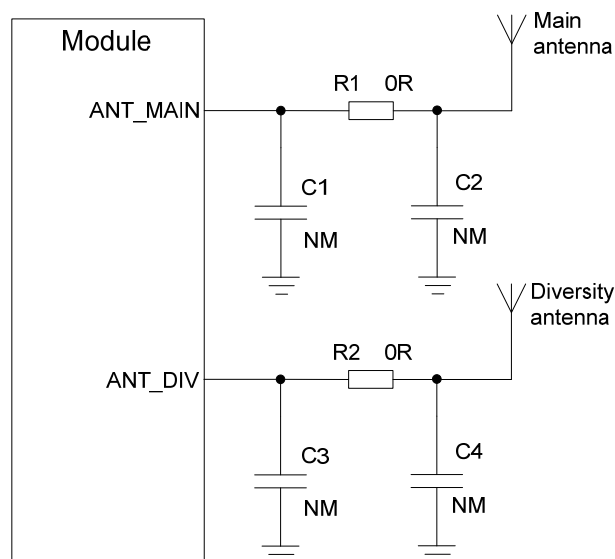 Module
Main
antenna
ANT_MAIN
R1 0R
C1
NM
C2
NM
Diversity
antenna
ANT_DIV
R2 0R
C3
NM
C4
NM